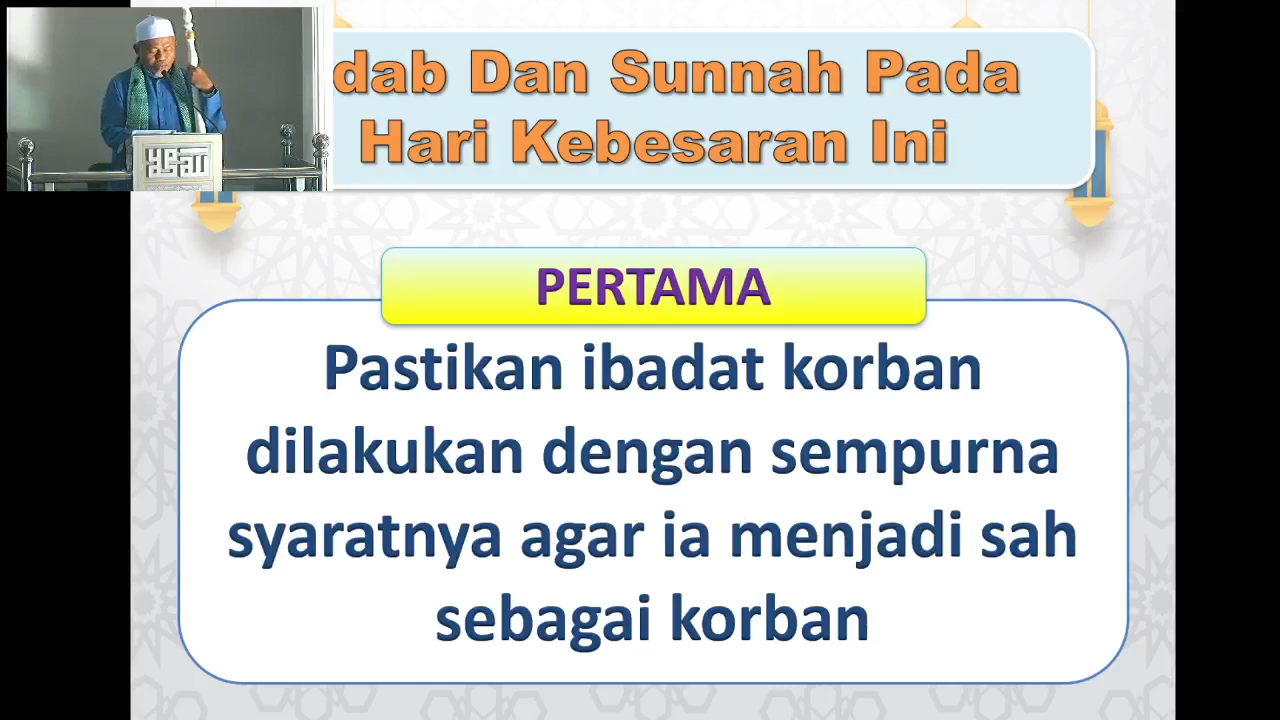 dab Dan Sunnah Pada
Hari Kebesaran Ini
PERTAMA
Pastikan ibadat korban
dilakukan dengan sempurna
syaratnya agar ia menjadi sah
sebagai korban